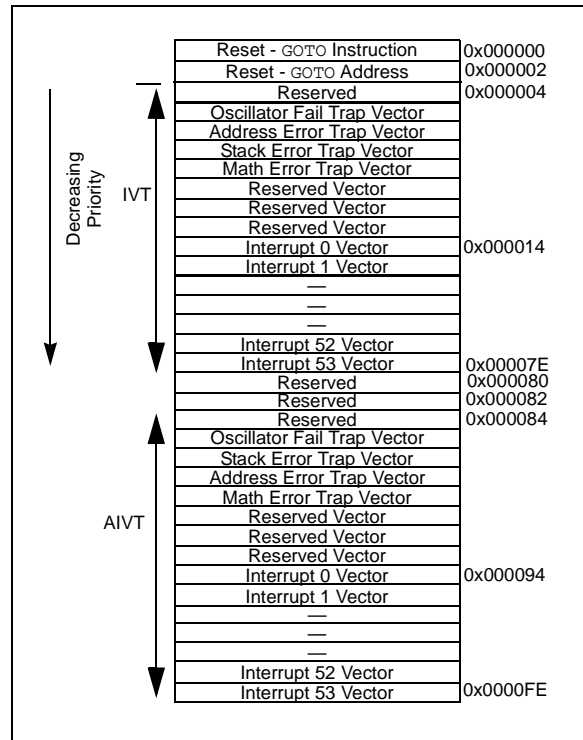 Reset - GOTO Instruction 0x000000
Reset - GOTO Address 0x000002
Reserved 0x000004
Oscillator Fail Trap Vector
Address Error Trap Vector
Stack Error Trap Vector
Math Error Trap Vector
Reserved Vector
Reserved Vector
Reserved Vector
Interrupt 0 Vector 0x000014
Interrupt 1 Vector
—
—
—
Interrupt 52 Vector
Interrupt 53 Vector 0x00007E
Reserved 0x000080
Reserved 0x000082
Reserved 0x000084
Oscillator Fail Trap Vector
Stack Error Trap Vector
Address Error Trap Vector
Math Error Trap Vector
Reserved Vector
Reserved Vector
Reserved Vector
Interrupt 0 Vector 0x000094
Interrupt 1 Vector
—
—
—
Interrupt 52 Vector
Interrupt 53 Vector 0x0000FE
Decreasing
Priority
IVT
AIVT